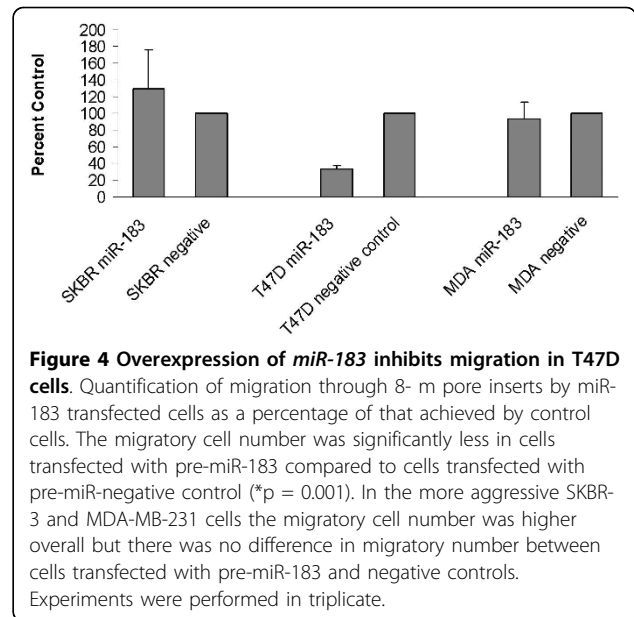 200
180
160
140
120
100
80
60
40
20
0
Percent Control
SKBR miR-183
SKBR negative
T47D miR-183
T47D negative control
MDA miR-183
MDA negative
Figure 4 Overexpression of miR-183 inhibits migration in T47D
cells. Quantification of migration through 8- m pore inserts by miR-
183 transfected cells as a percentage of that achieved by control
cells. The migratory cell number was significantly less in cells
transfected with pre-miR-183 compared to cells transfected with
pre-miR-negative control (*p = 0.001). In the more aggressive SKBR-
3 and MDA-MB-231 cells the migratory cell number was higher
overall but there was no difference in migratory number between
cells transfected with pre-miR-183 and negative controls.
Experiments were performed in triplicate.